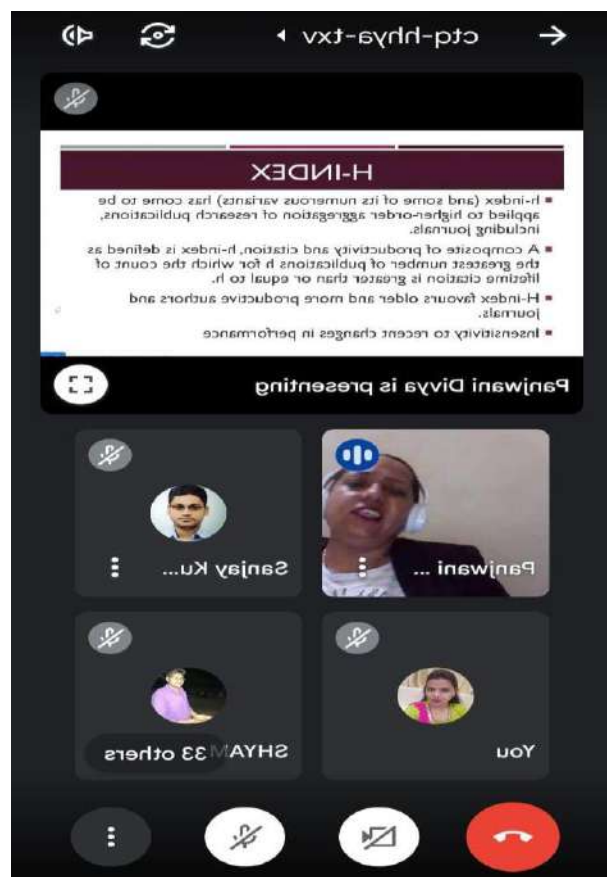 ctq-hhya-txv
H-INDEX
h-index (and some of its numerous variants) has come to be
applied to higher-order aggregation of research publications,
including journals.
A composite of productivity and citation, h-index is defined as
the greatest number of publications h for which the count of
lifetime citation is greater than or equal to h.
H-index favours older and more productive authors and
journals.
Insensitivity to recent changes in performance
Panjwani Divya is presenting
Panjwani ...
Sanjay Ku...
You
SHYAM
33 others